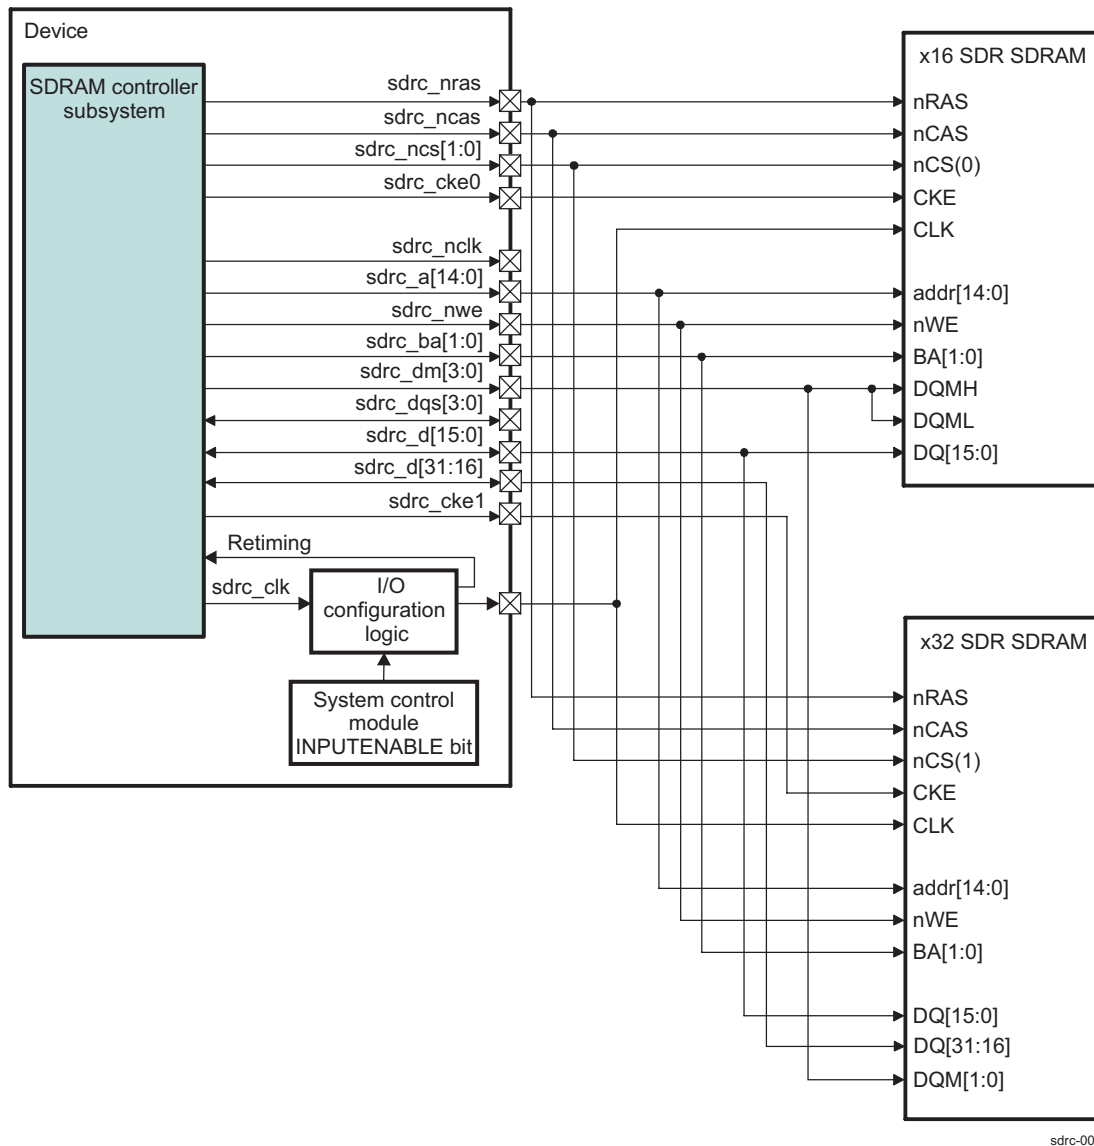 Device
SDRAM controller
subsystem
sdrc_nras
sdrc_ncas
sdrc_ncs[1:0]
sdrc_cke0
sdrc_nclk
sdrc_a[14:0]
sdrc_nwe
sdrc_ba[1:0]
sdrc_dm[3:0]
sdrc_dqs[3:0]
sdrc_d[15:0]
sdrc_d[31:16]
sdrc_cke1
Retiming
sdrc_clk
I/O
configuration
logic
System control
module
INPUTENABLE bit
x16 SDR SDRAM
nRAS
nCAS
nCS(0)
CKE
CLK
addr[14:0]
nWE
BA[1:0]
DQMH
DQML
DQ[15:0]
x32 SDR SDRAM
nRAS
nCAS
nCS(1)
CKE
CLK
addr[14:0]
nWE
BA[1:0]
DQ[15:0]
DQ[31:16]
DQM[1:0]
sdrc-00